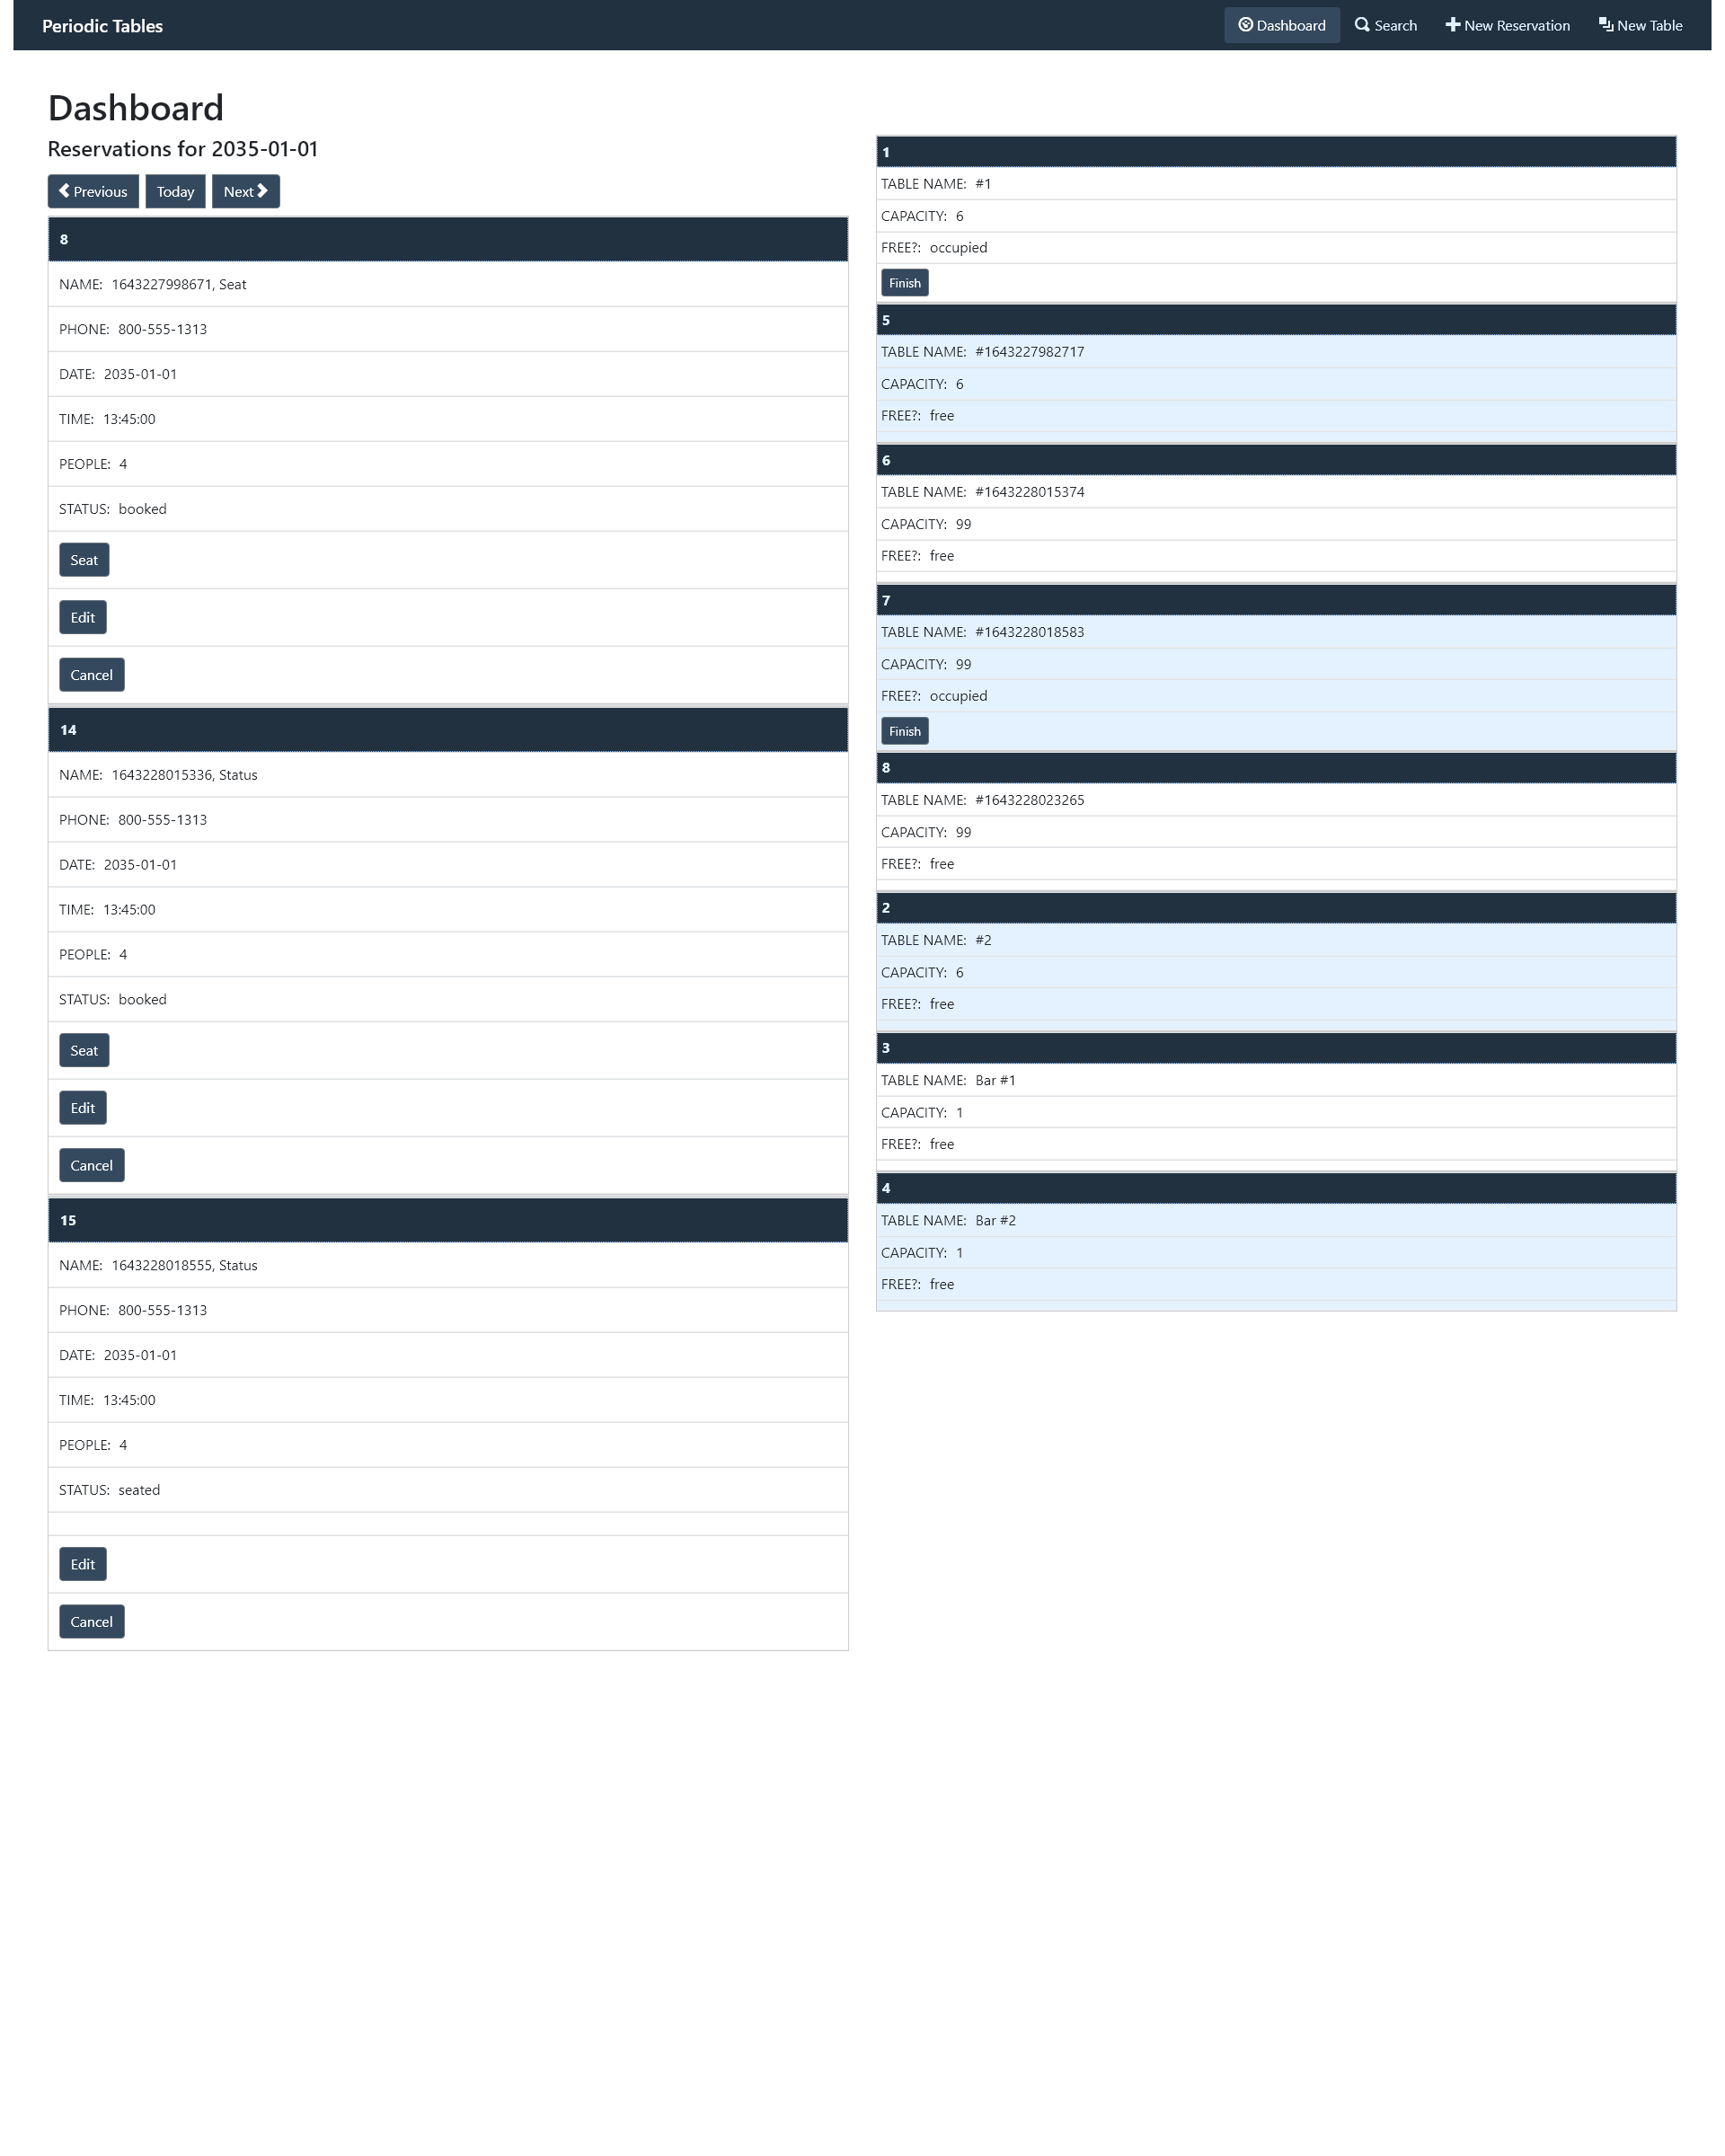 Periodic Tables
Dashboard Search New Reservation New Table
Dashboard
Reservations for 2035-01-01
Previous Today Next
8
NAME: 1643227998671, Seat
PHONE: 800-555-1313
DATE: 2035-01-01
TIME: 13:45:00
PEOPLE: 4
STATUS: booked
Seat
Edit
Cancel
14
NAME: 1643228015336, Status
PHONE: 800-555-1313
DATE: 2035-01-01
TIME: 13:45:00
PEOPLE: 4
STATUS: booked
Seat
Edit
Cancel
15
NAME: 1643228018555, Status
PHONE: 800-555-1313
DATE: 2035-01-01
TIME: 13:45:00
PEOPLE: 4
STATUS: seated
Edit
Cancel
1
TABLE NAME: #1
CAPACITY: 6
FREE?: occupied
Finish
5
TABLE NAME: #1643227982717
CAPACITY: 6
FREE?: free
6
TABLE NAME: #1643228015374
CAPACITY: 99
FREE?: free
7
TABLE NAME: #1643228018583
CAPACITY: 99
FREE?: occupied
Finish
8
TABLE NAME: #1643228023265
CAPACITY: 99
FREE?: free
2
TABLE NAME: #2
CAPACITY: 6
FREE?: free
3
TABLE NAME: Bar #1
CAPACITY: 1
FREE?: free
4
TABLE NAME: Bar #2
CAPACITY: 1
FREE?: free